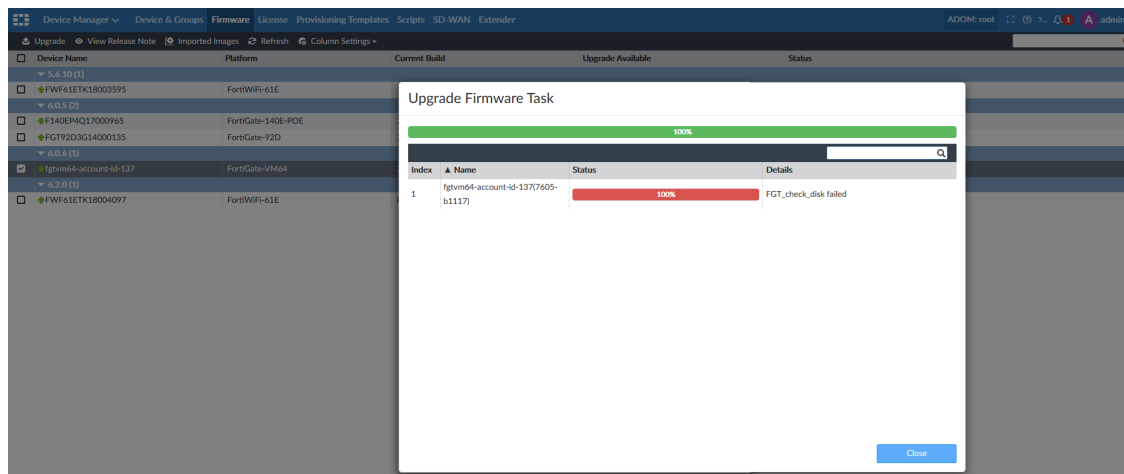 Device Manager Device & Groups Firmware License Provisioning Templates Scripts SD-WAN Extender ADOM: root 1 A admin
Upgrade View Release Note Imported Images Refresh Column Settings
Device Name Platform Current Build Upgrade Available Status
5.6.10 (1)
FWF61ETK18003595 FortiWiFi-61E
6.0.5 (2)
F140EP4Q17000965 FortiGate-140E-POE
FGT92D3G14000135 FortiGate-92D
6.0.6 (1)
fgtvm64-account-id-137 FortiGate-VM64
6.2.0 (1)
FWF61ETK18004097 FortiWiFi-61E
Upgrade Firmware Task
100%
Index Name Status Details
1 fgtvm64-account-id-137(7605-
b1117) 100% FGT_check_disk failed
Close